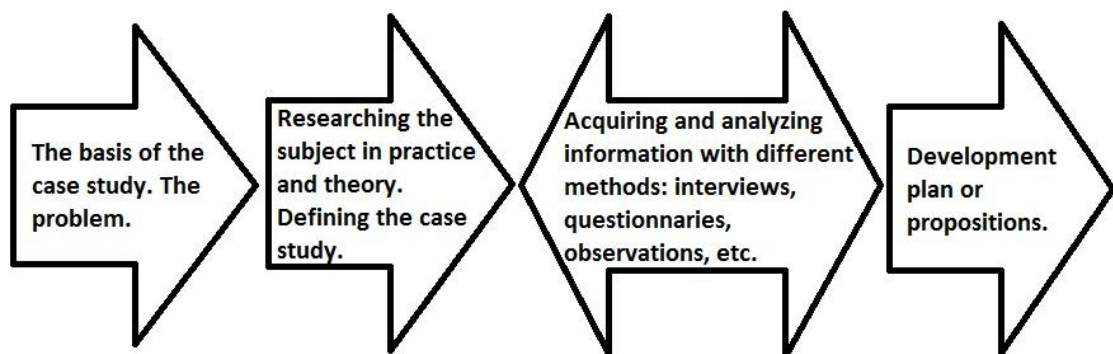 The basis of the
case study. The
problem.
Researching the
subject in practice
and theory.
Defining the case
study.
Acquiring and analyzing
information with different
methods: interviews,
questionnaries,
observations, etc.
Development
plan or
propositions.